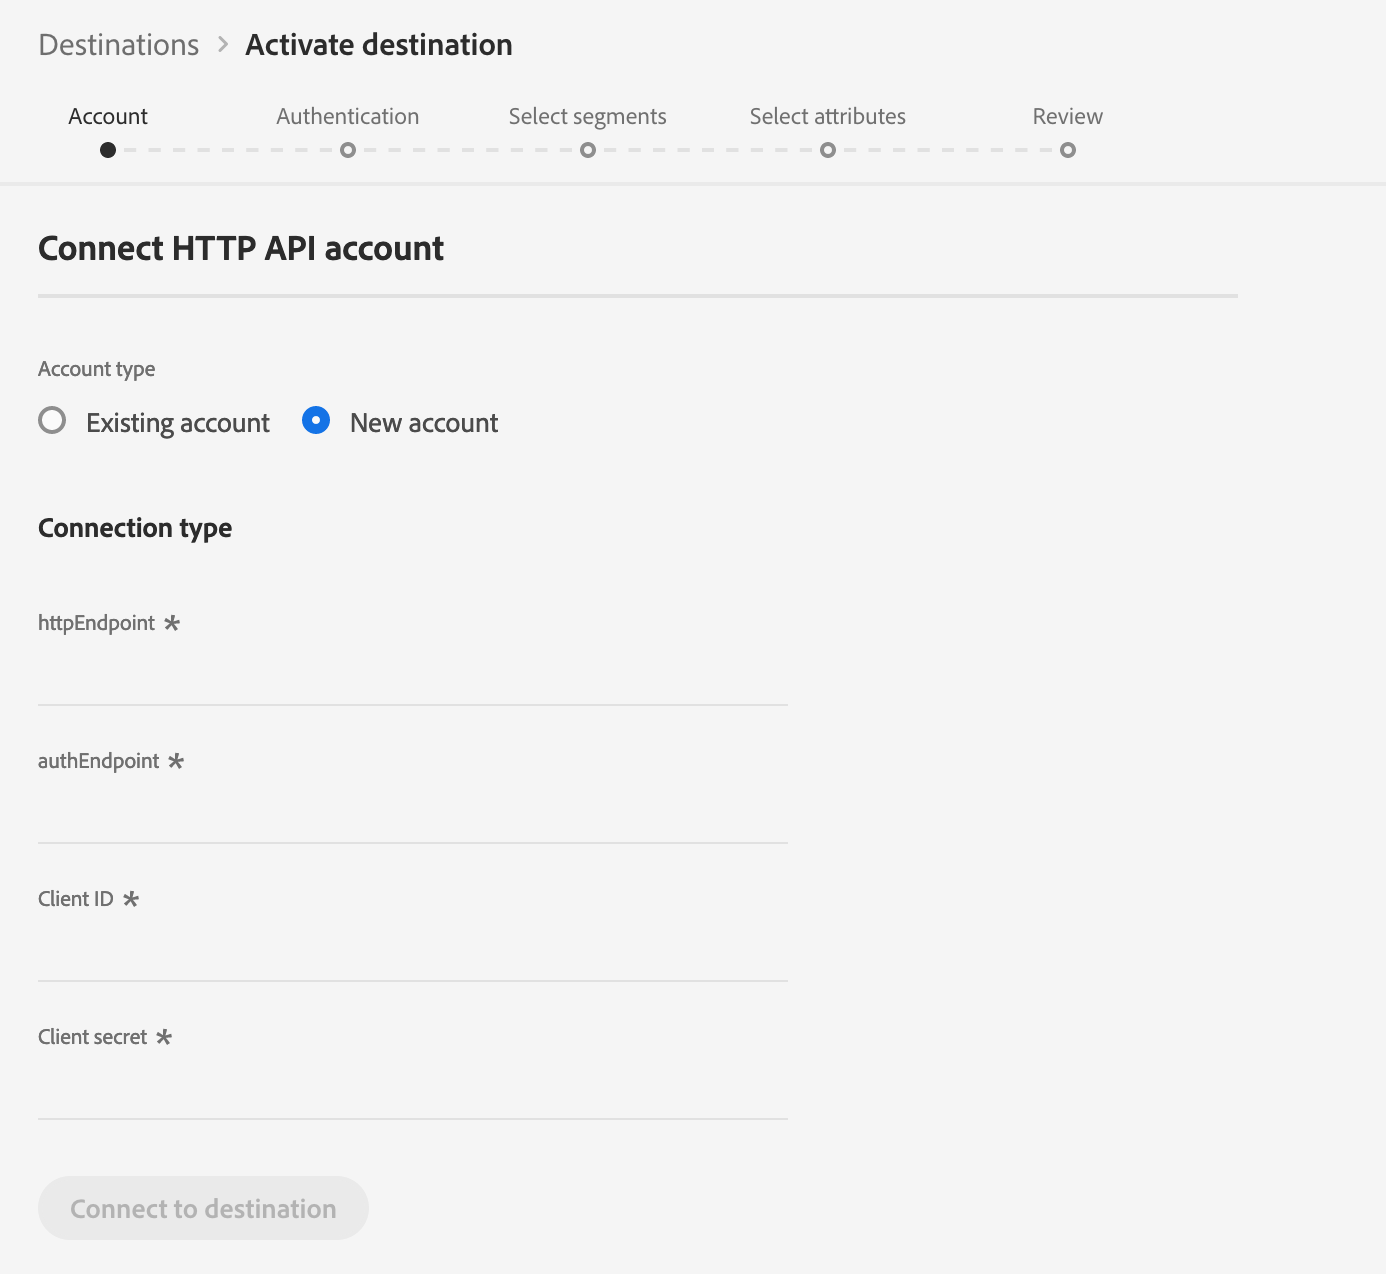 Destinations > Activate destination
Account Authentication Select segments Select attributes Review
Connect HTTP API account
Account type
Existing account New account
Connection type
httpEndpoint *
authEndpoint *
Client ID *
Client secret *
Connect to destination